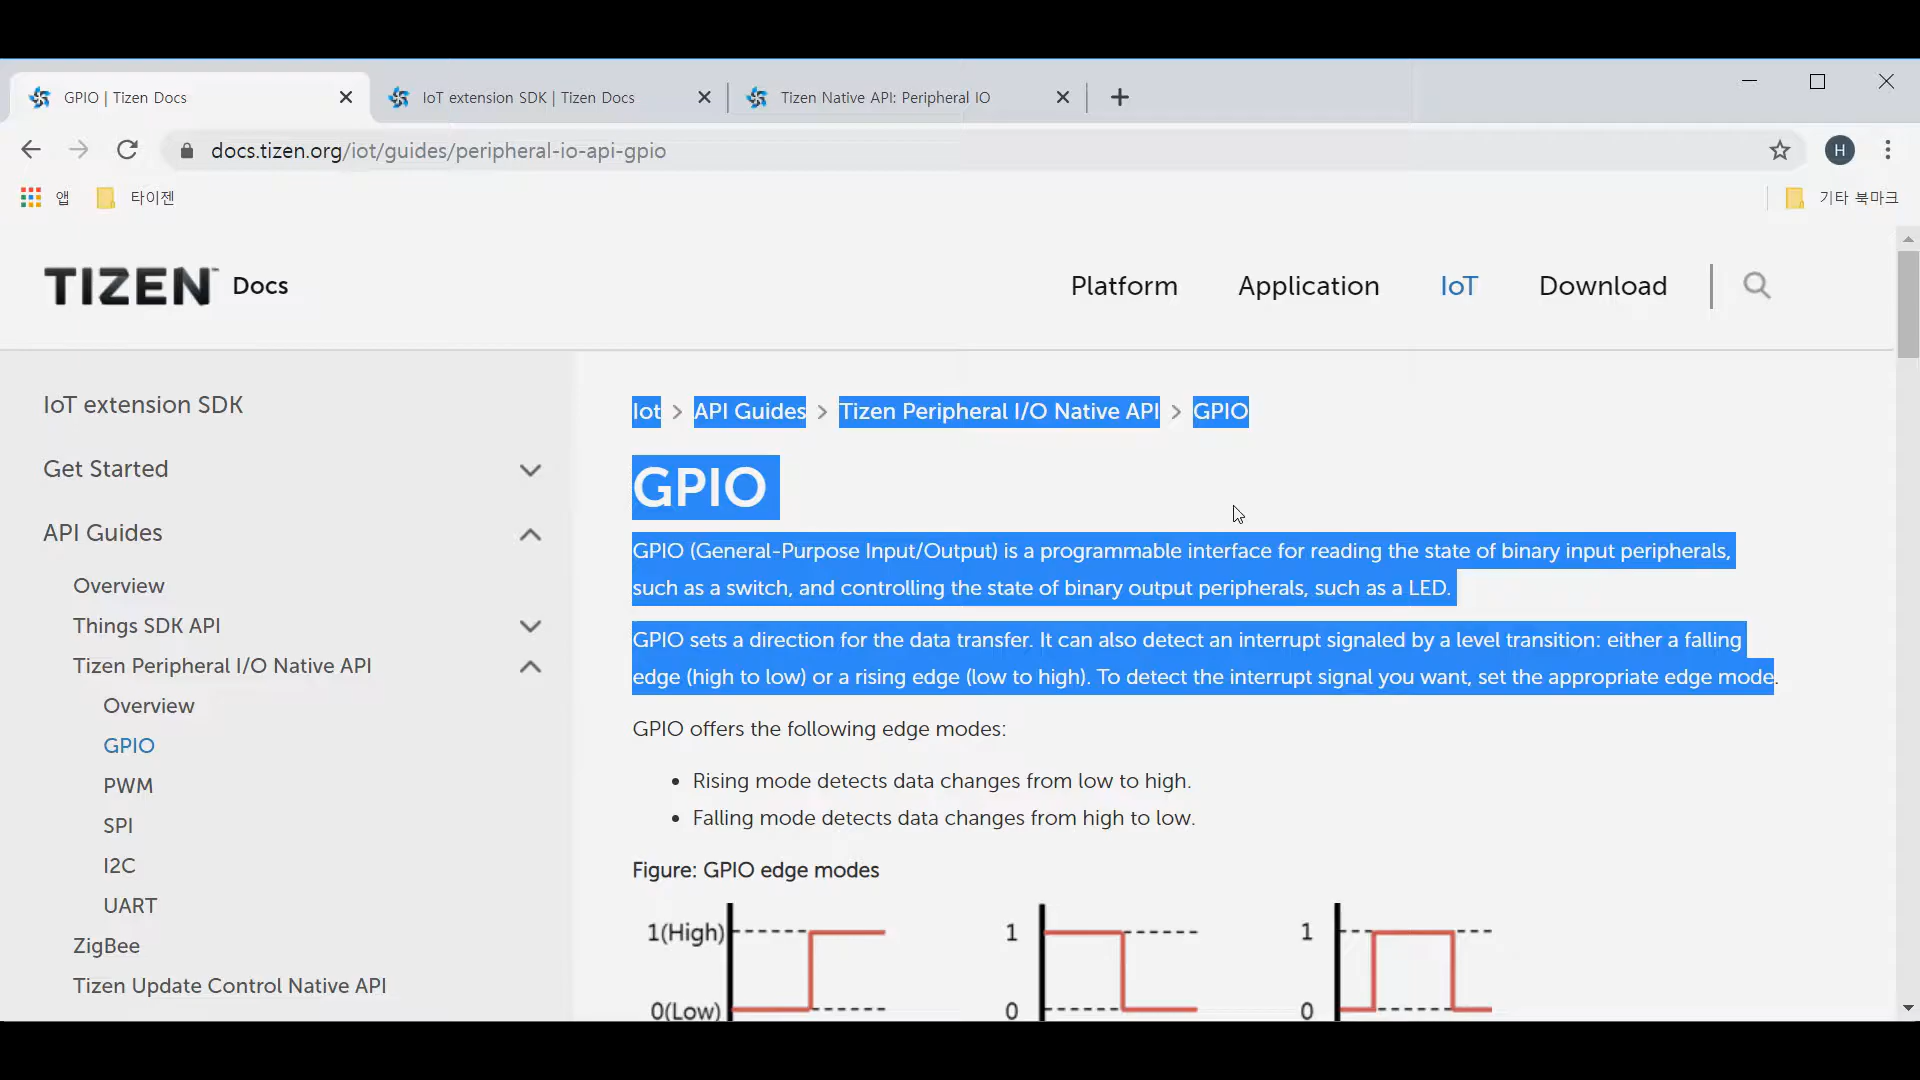 GPIO | Tizen Docs
IoT extension SDK | Tizen Docs
Tizen Native API: Peripheral IO
docs.tizen.org/iot/guides/peripheral-io-api-gpio
H
앱
타이젠
기타 북마크
TIZEN™ Docs
Platform
Application
IoT
Download
IoT extension SDK
Get Started
API Guides
Overview
Things SDK API
Tizen Peripheral I/O Native API
Overview
GPIO
PWM
SPI
I2C
UART
ZigBee
Tizen Update Control Native API
Iot > API Guides > Tizen Peripheral I/O Native API > GPIO
GPIO
GPIO (General-Purpose Input/Output) is a programmable interface for reading the state of binary input peripherals,
such as a switch, and controlling the state of binary output peripherals, such as a LED.
GPIO sets a direction for the data transfer. It can also detect an interrupt signaled by a level transition: either a falling
edge (high to low) or a rising edge (low to high). To detect the interrupt signal you want, set the appropriate edge mode.
GPIO offers the following edge modes:
• Rising mode detects data changes from low to high.
• Falling mode detects data changes from high to low.
Figure: GPIO edge modes
1(High)
1
1
0(Low)
0
0